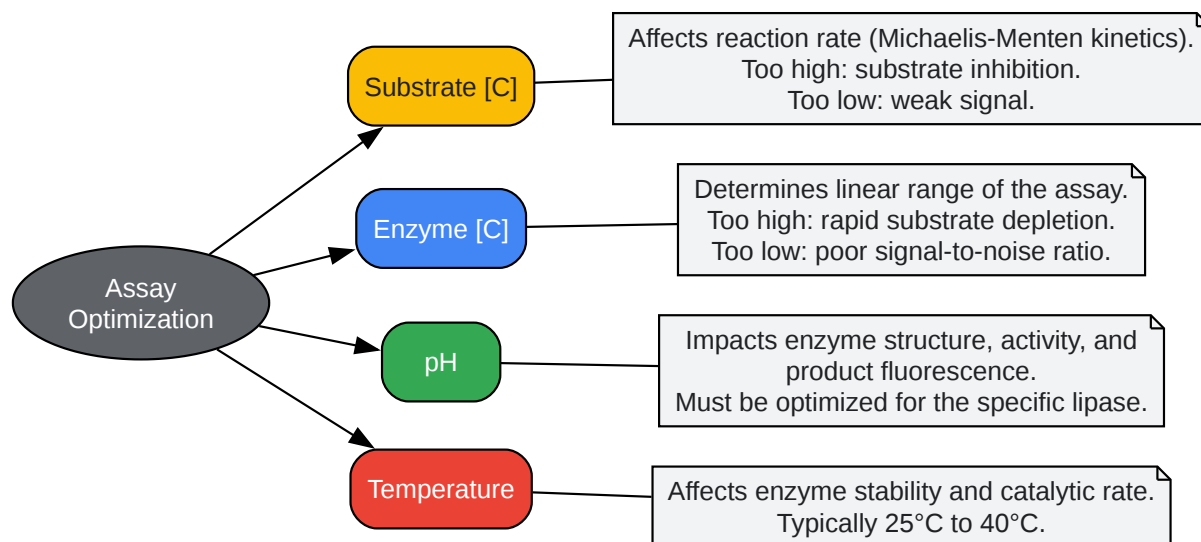 Assay
Optimization
Substrate [C]
Affects reaction rate (Michaelis-Menten kinetics).
Too high: substrate inhibition.
Too low: weak signal.
Enzyme [C]
Determines linear range of the assay.
Too high: rapid substrate depletion.
Too low: poor signal-to-noise ratio.
pH
Impacts enzyme structure, activity, and
product fluorescence.
Must be optimized for the specific lipase.
Temperature
Affects enzyme stability and catalytic rate.
Typically 25°C to 40°C.